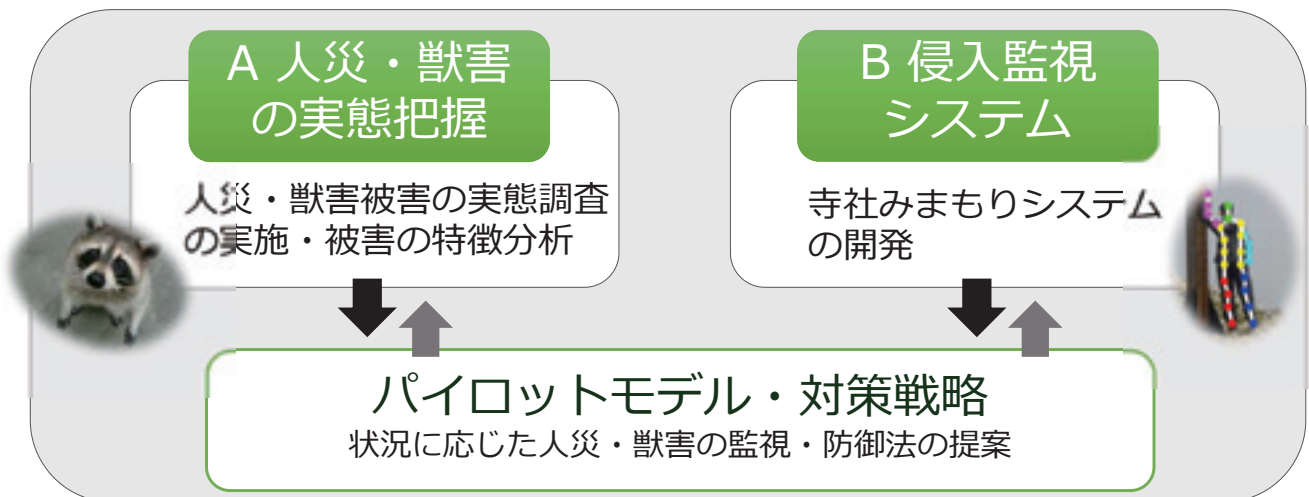 A 人災・獣害
の実態把握
人災・獣害被害の実態調査
の実施・被害の特徴分析
B 侵入監視
システム
寺社みまもりシステム
の開発
パイロットモデル・対策戦略
状況に応じた人災・獣害の監視・防御法の提案